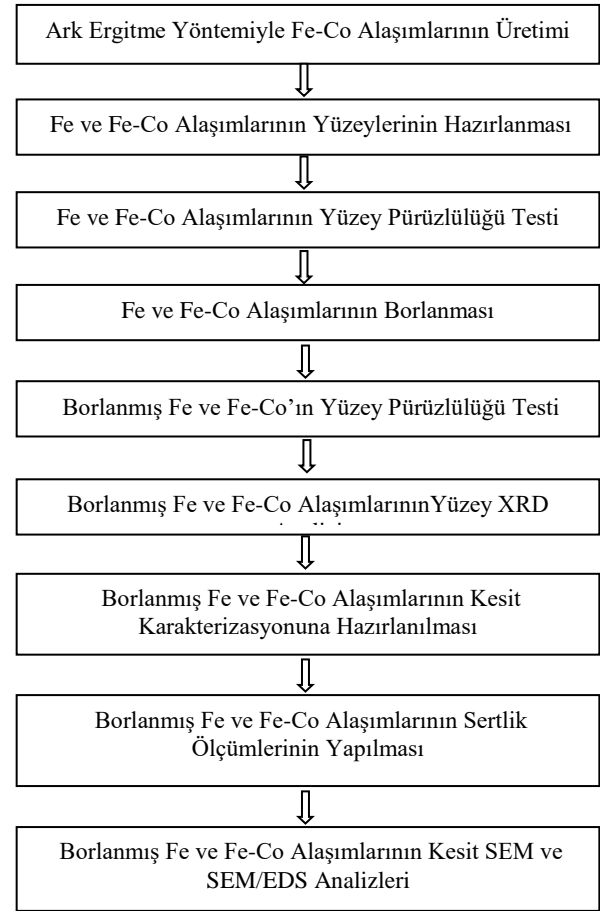 Ark Ergitme Yöntemiyle Fe-Co Alaşımlarının Üretimi
Fe ve Fe-Co Alaşımlarının Yüzeylerinin Hazırlanması
Fe ve Fe-Co Alaşımlarının Yüzey Pürüzlülüğü Testi
Fe ve Fe-Co Alaşımlarının Borlanması
Borlanmış Fe ve Fe-Co’ın Yüzey Pürüzlülüğü Testi
Borlanmış Fe ve Fe-Co AlaşımlarınınYüzey XRD
Borlanmış Fe ve Fe-Co Alaşımlarının Kesit
Karakterizasyonuna Hazırlanılması
Borlanmış Fe ve Fe-Co Alaşımlarının Sertlik
Ölçümlerinin Yapılması
Borlanmış Fe ve Fe-Co Alaşımlarının Kesit SEM ve
SEM/EDS Analizleri